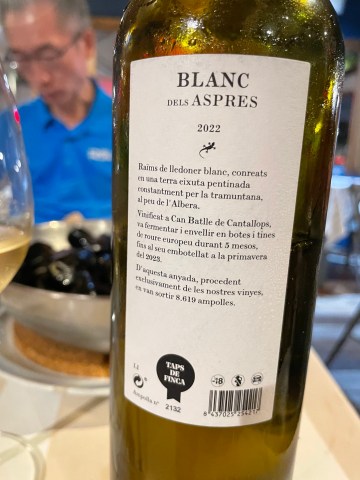 BLANC
DELS ASPRES
2022
Raïms de lledoner blanc, conreats
en una terra eixuta pentinada
constantment per la tramuntana,
al peu de l'Albera.
Vinificat a Can Batlle de Cantallops,
va fermentar i envellir en botes i tines
de roure europeu durant 5 mesos,
fins al seu embotellat a la primavera
del 2023.
D'aquesta anyada, procedent
exclusivament de les nostres vinyes,
en van sortir 8.619 ampolles.
TAPS
DE
FINCA
Ampolla nº 2132
-18